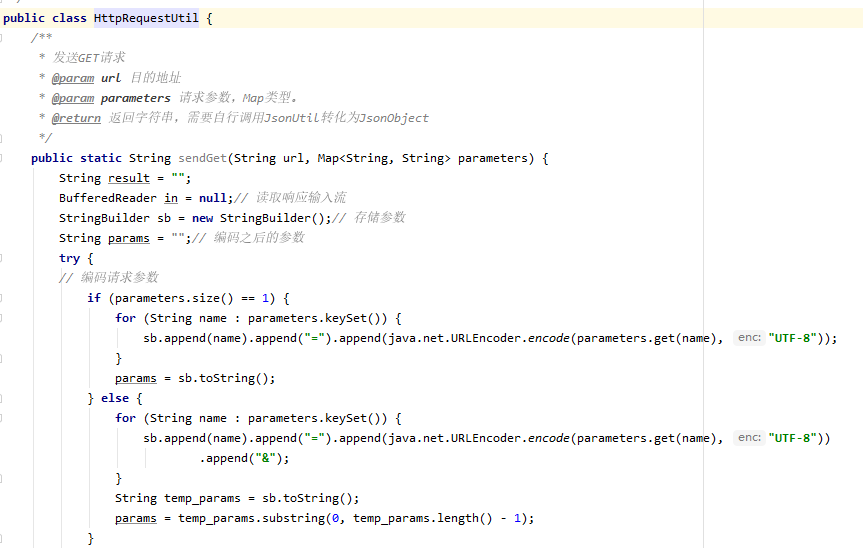 public class HttpRequestUtil {
/**
* 发送GET请求
* @param url 目的地址
* @param parameters 请求参数，Map类型。
* @return 返回字符串，需要自行调用JsonUtil转化为JsonObject
*/
public static String sendGet(String url, Map<String, String> parameters) {
String result = "";
BufferedReader in = null;// 读取响应输入流
StringBuilder sb = new StringBuilder();// 存储参数
String params = "";// 编码之后的参数
try {
// 编码请求参数
if (parameters.size() == 1) {
for (String name : parameters.keySet()) {
sb.append(name).append("=").append(java.net.URLEncoder.encode(parameters.get(name), enc: "UTF-8"));
}
params = sb.toString();
} else {
for (String name : parameters.keySet()) {
sb.append(name).append("=").append(java.net.URLEncoder.encode(parameters.get(name), enc: "UTF-8"))
.append("&");
}
String temp_params = sb.toString();
params = temp_params.substring(0, temp_params.length() - 1);
}